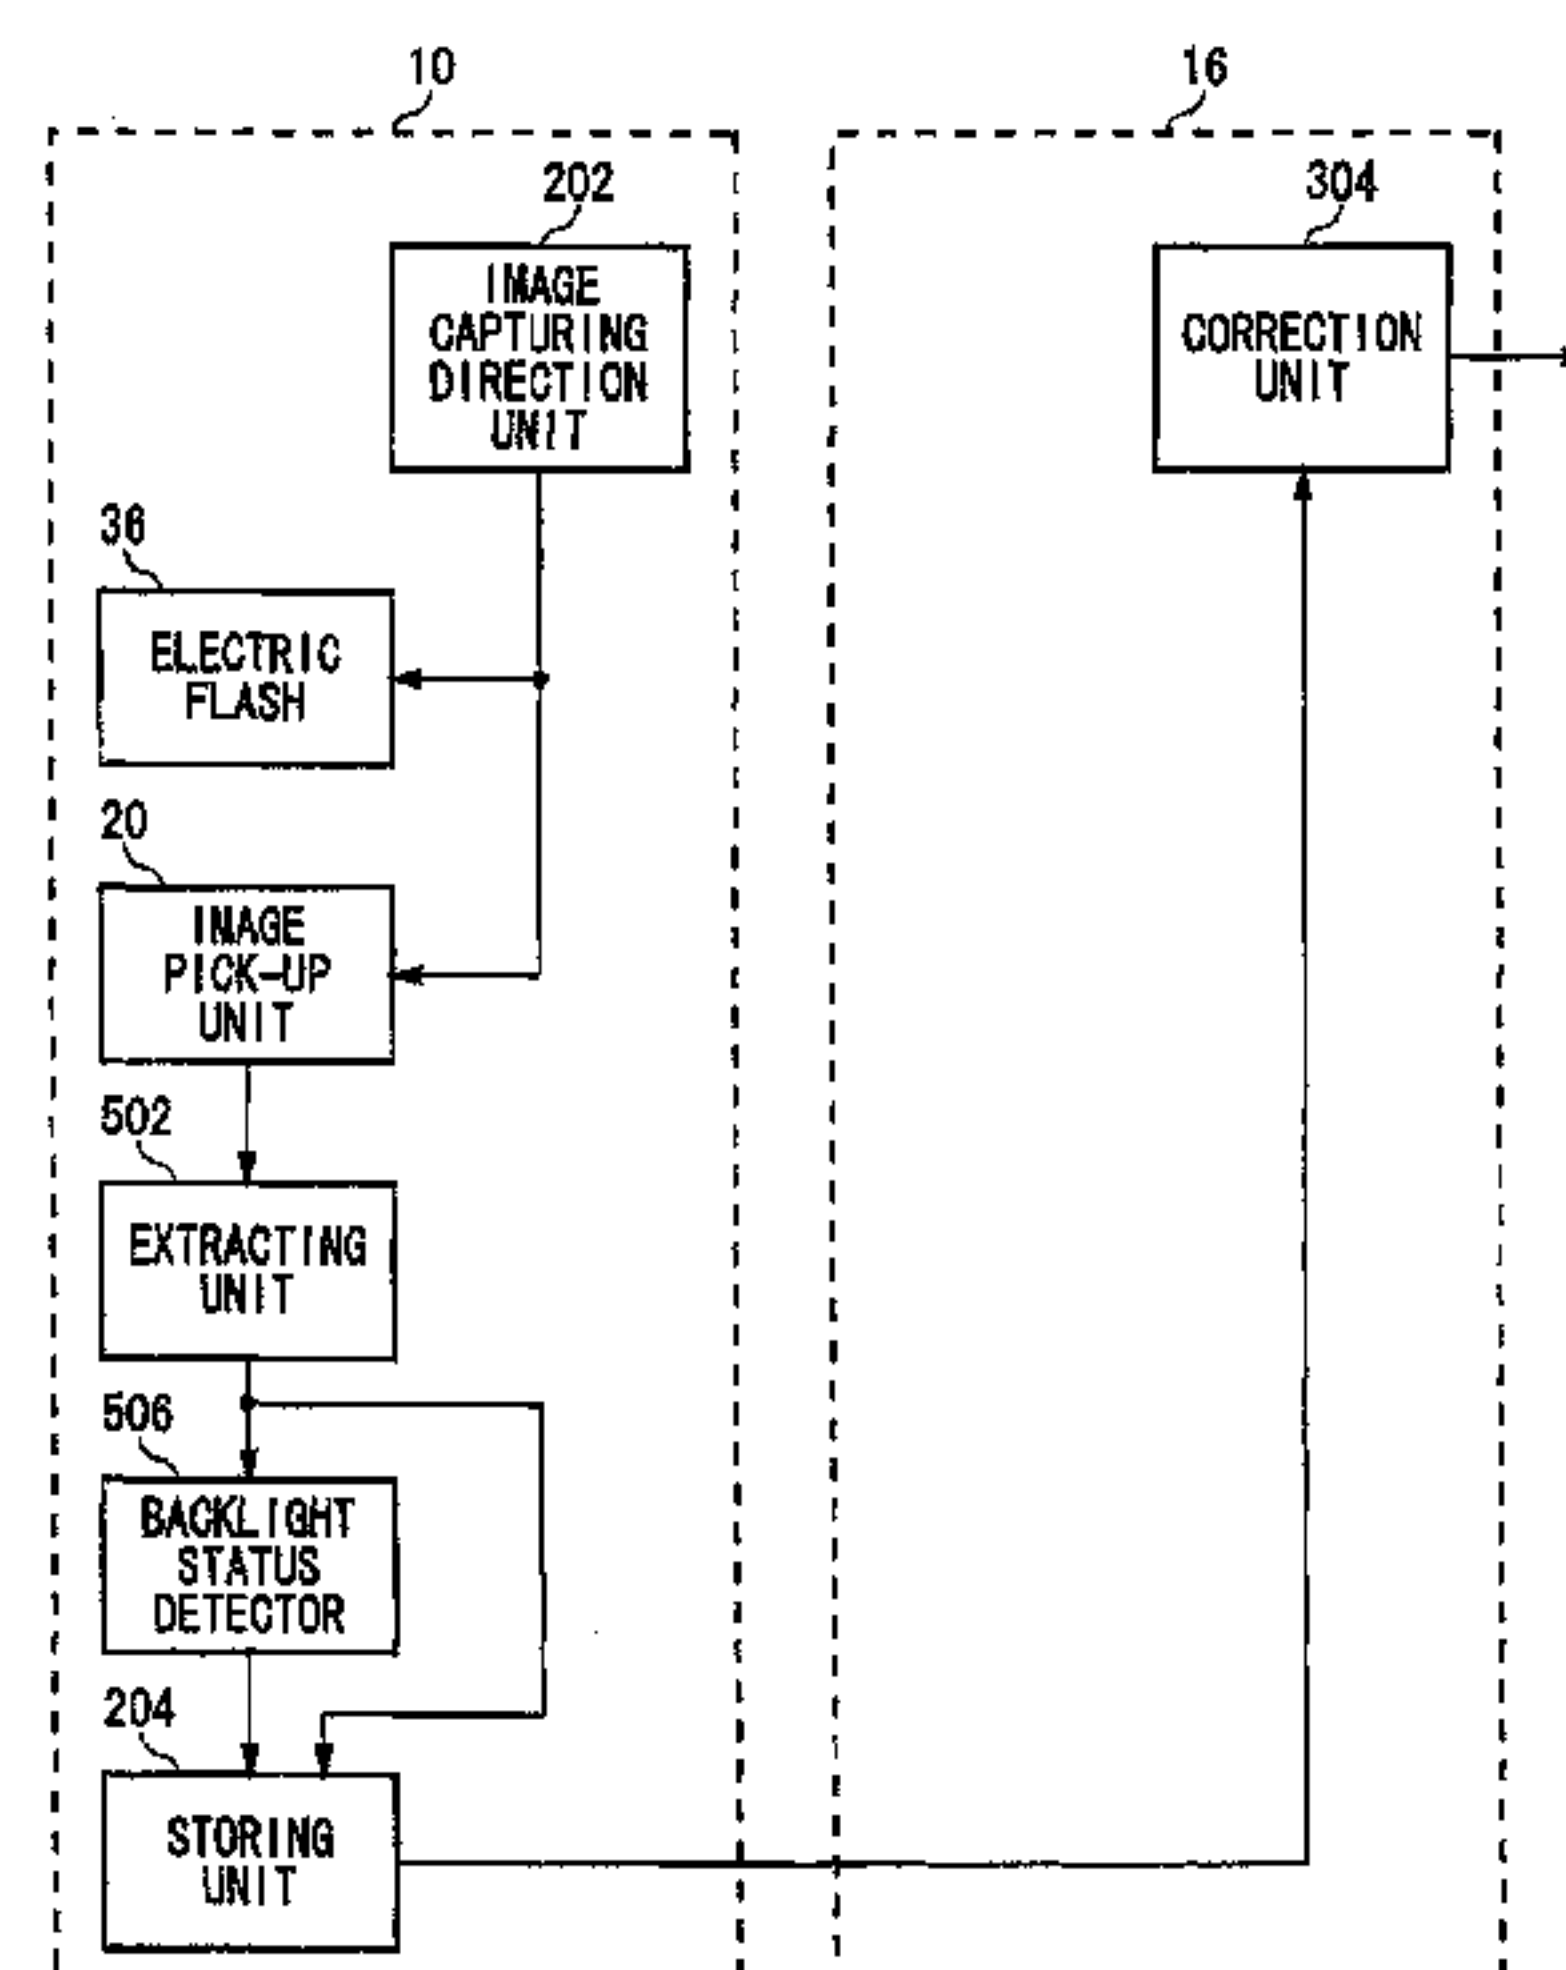 10
16
202
304
IMAGE
CAPTURING
DIRECTION
UNIT
CORRECTION
UNIT
36
ELECTRIC
FLASH
20
IMAGE
PICK-UP
UNIT
502
EXTRACTING
UNIT
506
BACKLIGHT
STATUS
DETECTOR
204
STORING
UNIT